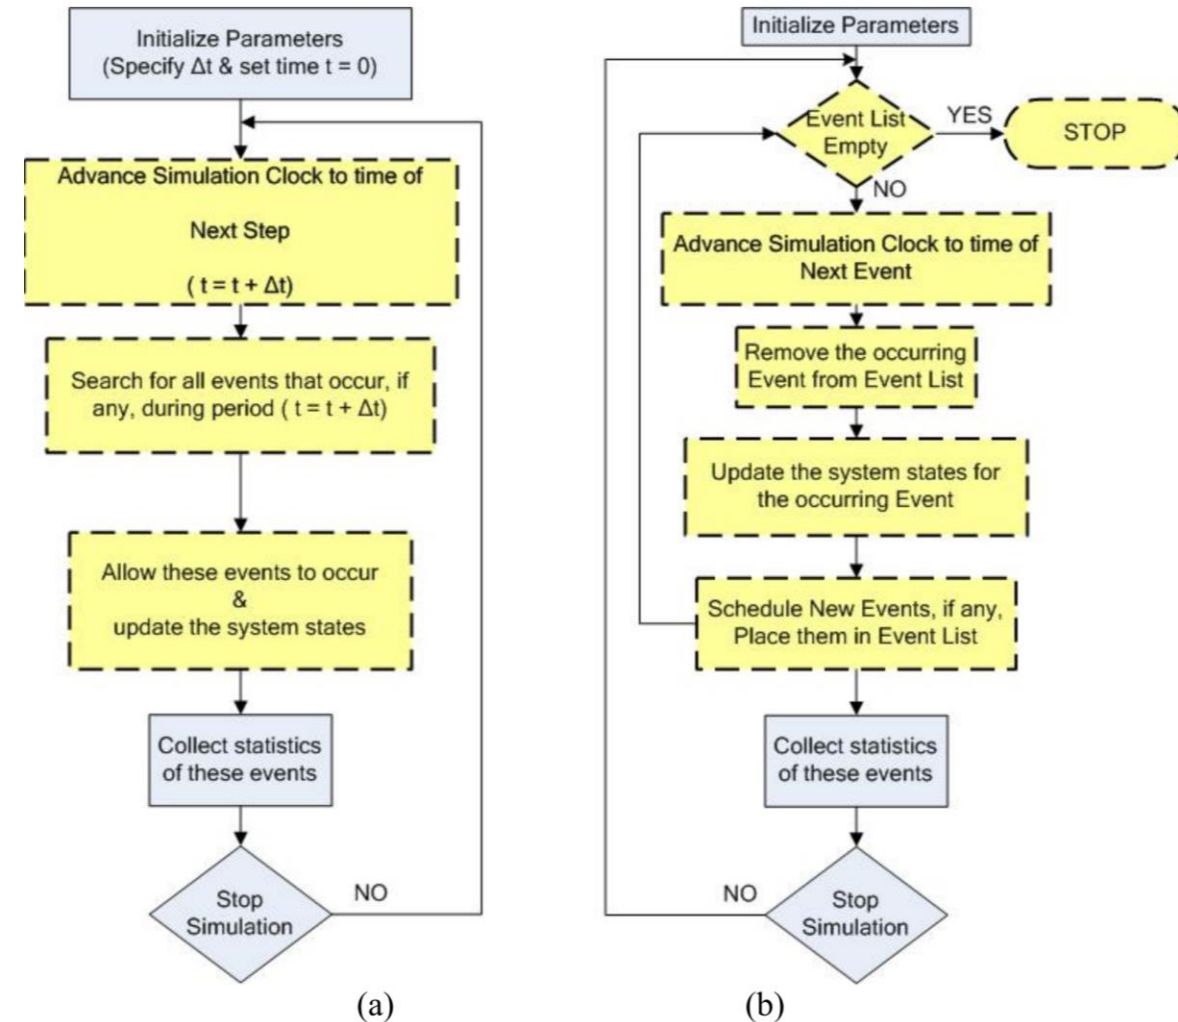 Initialize Parameters
(Specify Δt & set time t = 0)
Advance Simulation Clock to time of
Next Step
( t = t + Δt)
Search for all events that occur, if
any, during period ( t = t + Δt)
Allow these events to occur
&
update the system states
Collect statistics
of these events
Stop
Simulation
NO
(a)
Initialize Parameters
Event List
Empty
YES
STOP
NO
Advance Simulation Clock to time of
Next Event
Remove the occurring
Event from Event List
Update the system states for
the occurring Event
Schedule New Events, if any,
Place them in Event List
Collect statistics
of these events
NO
Stop
Simulation
(b)